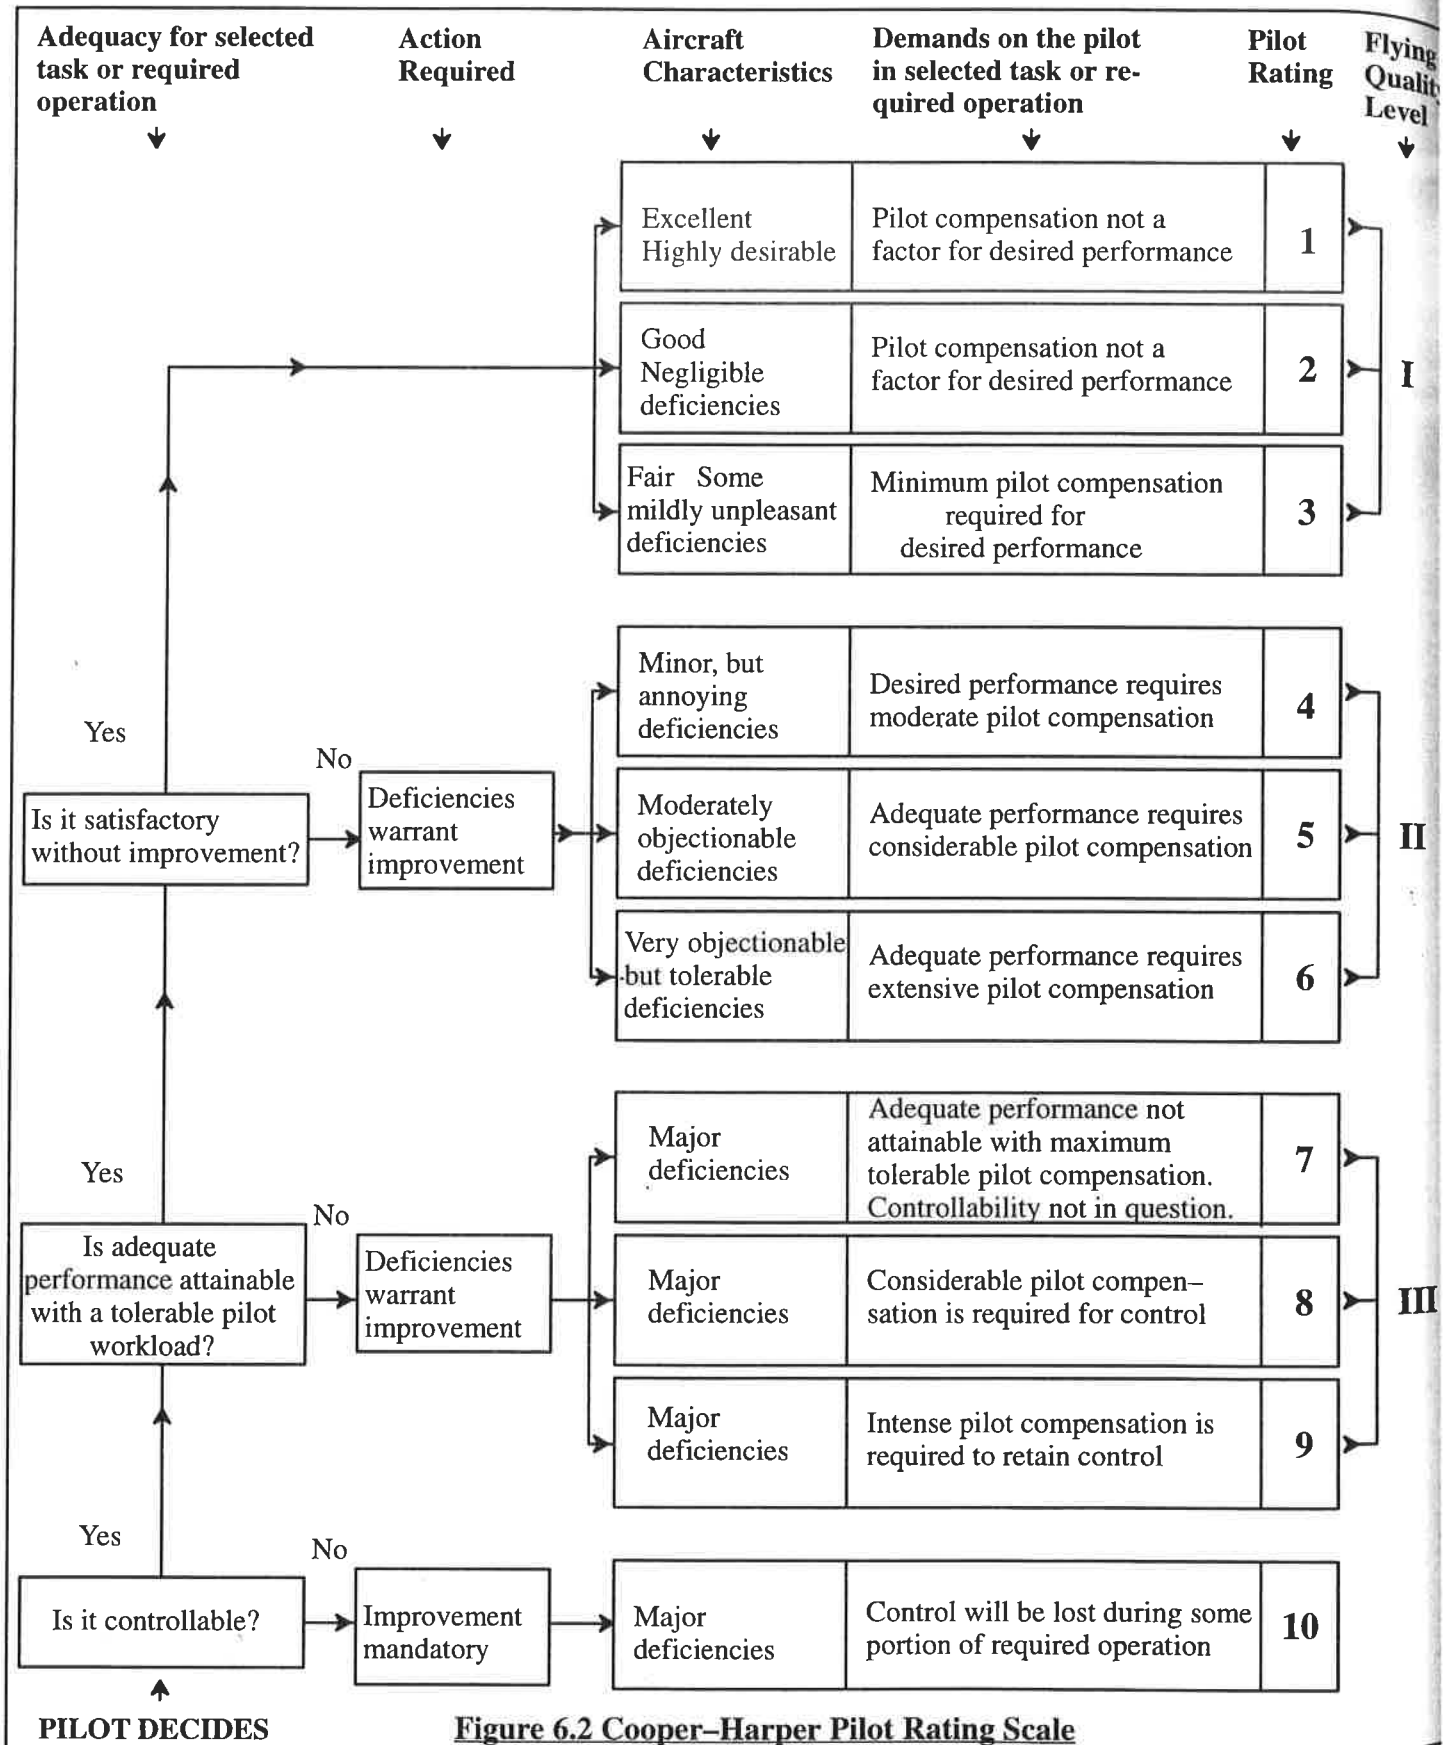 Adequacy for selected
task or required
operation
Action
Required
Aircraft
Characteristics
Demands on the pilot
in selected task or re-
quired operation
Pilot
Rating
Flying
Quality
Level
Excellent
Highly desirable
Pilot compensation not a
factor for desired performance
1
Good
Negligible
deficiencies
Pilot compensation not a
factor for desired performance
2
I
Fair Some
mildly unpleasant
deficiencies
Minimum pilot compensation
required for
desired performance
3
Yes
Is it satisfactory
without improvement?
No
Deficiencies
warrant
improvement
Minor, but
annoying
deficiencies
Desired performance requires
moderate pilot compensation
4
Moderately
objectionable
deficiencies
Adequate performance requires
considerable pilot compensation
5
II
Very objectionable
but tolerable
deficiencies
Adequate performance requires
extensive pilot compensation
6
Yes
Is adequate
performance attainable
with a tolerable pilot
workload?
No
Deficiencies
warrant
improvement
Major
deficiencies
Adequate performance not
attainable with maximum
tolerable pilot compensation.
Controllability not in question.
7
Major
deficiencies
Considerable pilot compen–
sation is required for control
8
III
Major
deficiencies
Intense pilot compensation is
required to retain control
9
Yes
Is it controllable?
No
Improvement
mandatory
Major
deficiencies
Control will be lost during some
portion of required operation
10
PILOT DECIDES
Figure 6.2 Cooper–Harper Pilot Rating Scale